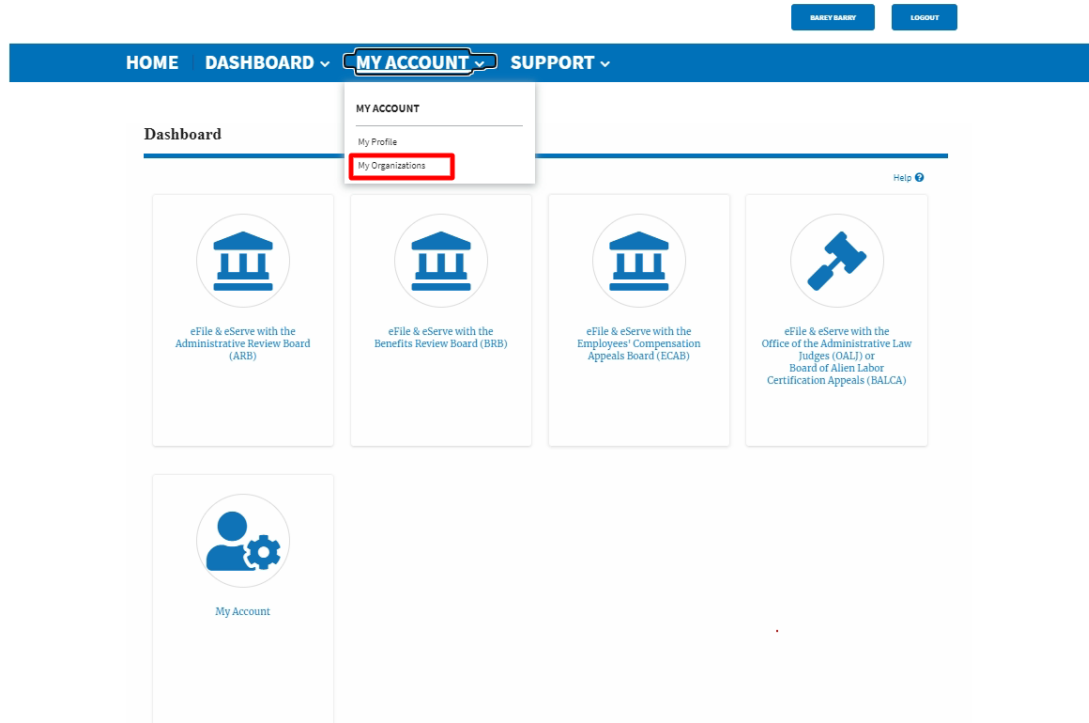 BAREY BARRY LOGOUT
HOME DASHBOARD MY ACCOUNT SUPPORT
MY ACCOUNT
My Profile
My Organizations
Dashboard
Help
eFile & eServe with the
Administrative Review Board
(ARB)
eFile & eServe with the
Benefits Review Board (BRB)
eFile & eServe with the
Employees' Compensation
Appeals Board (ECAB)
eFile & eServe with the
Office of the Administrative Law
Judges (OALJ) or
Board of Alien Labor
Certification Appeals (BALCA)
My Account